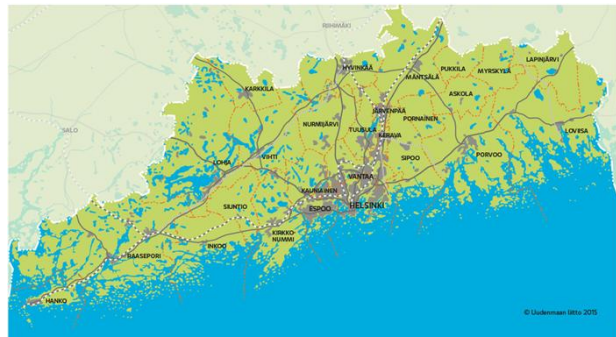 RIIHIMÄKI
LAPINJÄRVI
PUKKILA
HYVINKÄÄ
MYRSKYLÄ
MÄNTSÄLÄ
KARKKILA
ASKOLA
JÄRVENPÄÄ
PORNAINEN
NURMIJÄRVI
TUUSULA
KERAVA
LOVIISA
SALO
VIHTI
SIPOO
PORVOO
LOHJA
VANTAA
KAUNIAINEN
SIUNTIO
ESPOO
HELSINKI
KIRKKO
NUMMI
INKOO
RAASEPORI
HANKO
© Uudenmaan liitto 2015